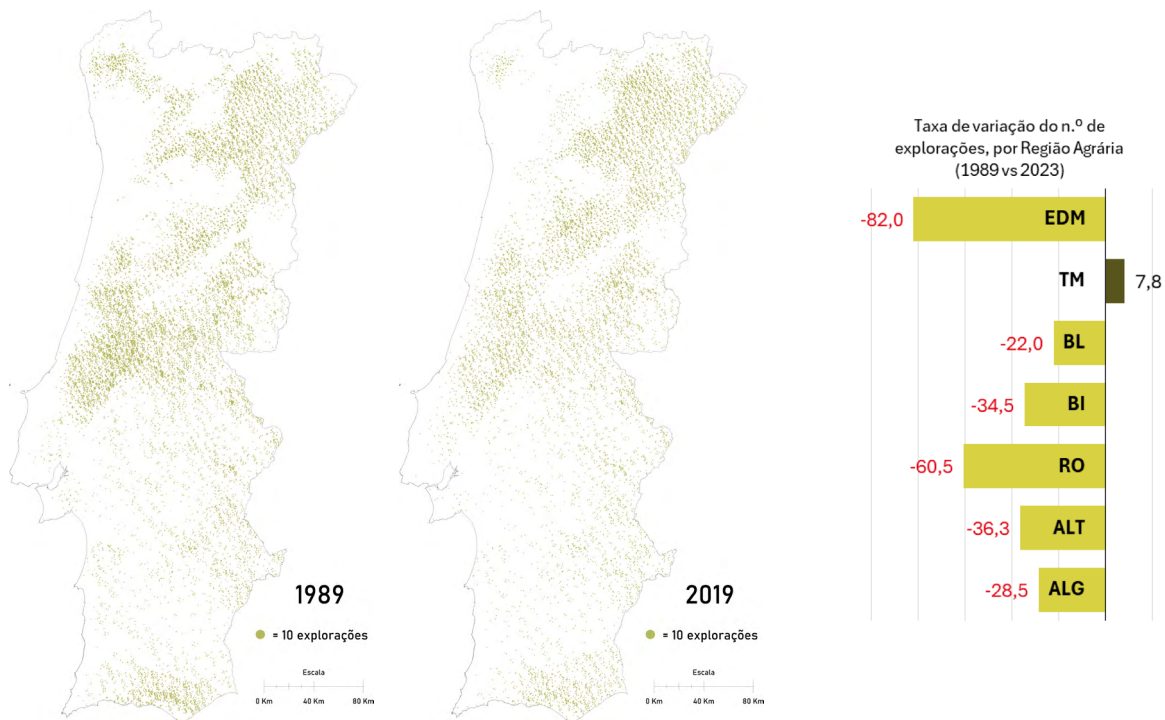 1989
= 10 explorações
Escala
0 Km 40 Km 80 Km
2019
= 10 explorações
Escala
0 Km 40 Km 80 Km
Taxa de variação do n.º de
explorações, por Região Agrária
(1989 vs 2023)
-82,0 EDM
TM 7,8
-22,0 BL
-34,5 BI
-60,5 RO
-36,3 ALT
-28,5 ALG